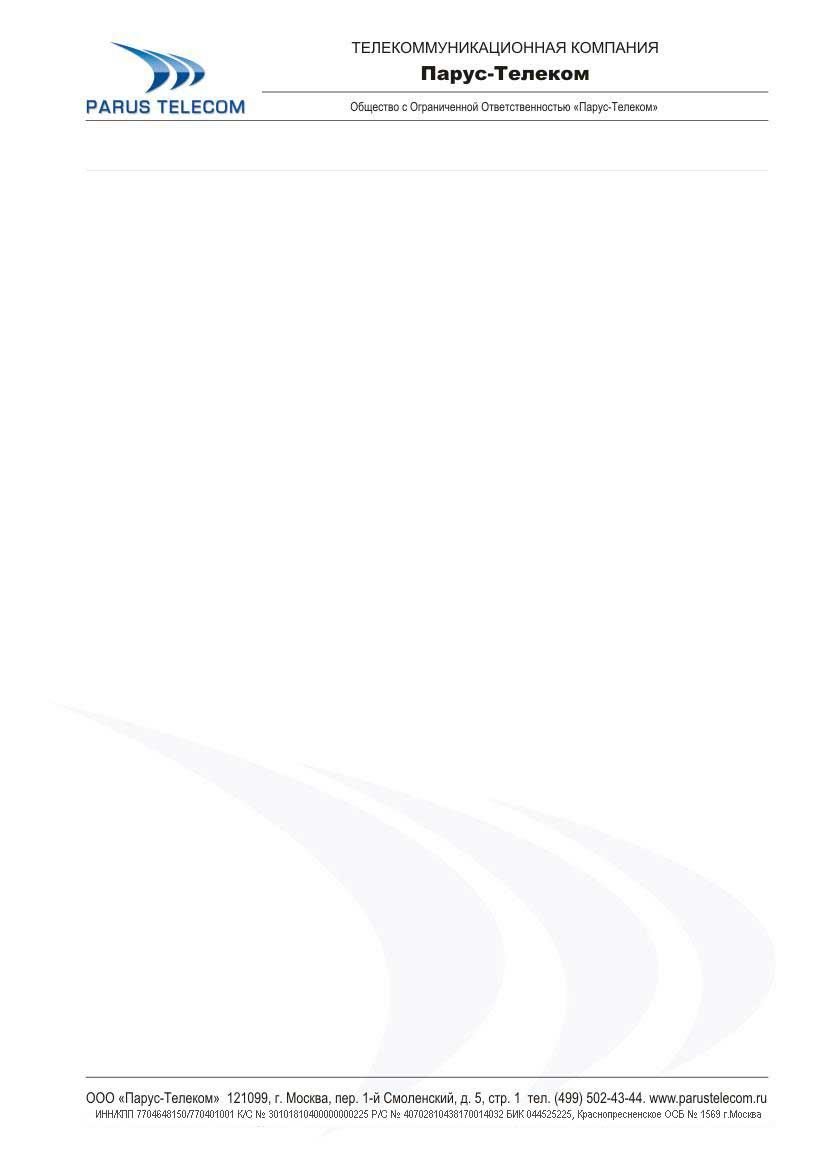 ТЕЛЕКОММУНИКАЦИОННАЯ КОМПАНИЯ
Парус-Телеком
PARUS TELECOM
Общество с Ограниченной Ответственностью «Парус-Телеком»
ООО «Парус-Телеком» 121099, г. Москва, пер. 1-й Смоленский, д. 5, стр. 1 тел. (499) 502-43-44. www.parustelecom.ru
ИНН/КПП 7704648150/770401001 К/С № 30101810400000000225 Р/С № 40702810438170014032 БИК 044525225, Краснопресненское ОСБ № 1569 г.Москва